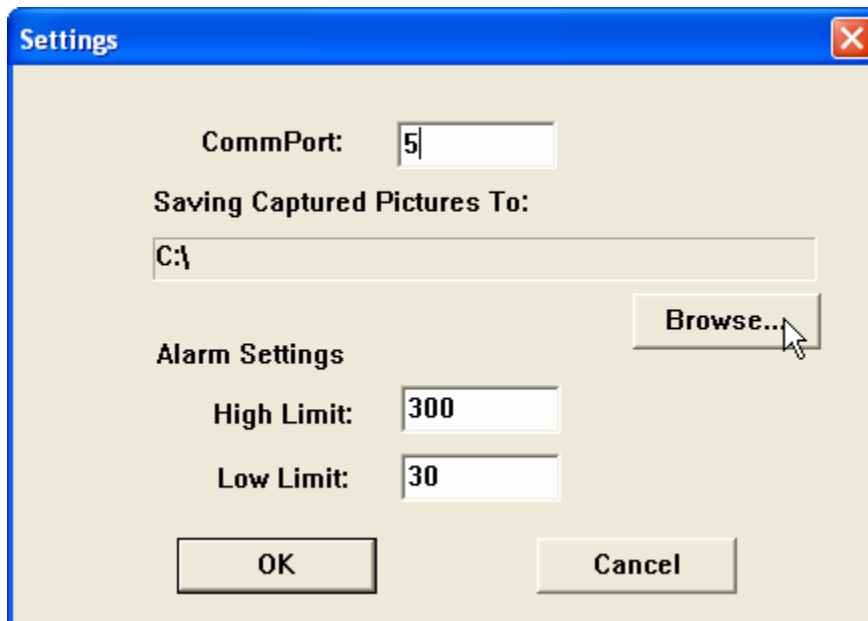 Settings
CommPort: 5
Saving Captured Pictures To:
C:\
Browse...
Alarm Settings
High Limit: 300
Low Limit: 30
OK Cancel